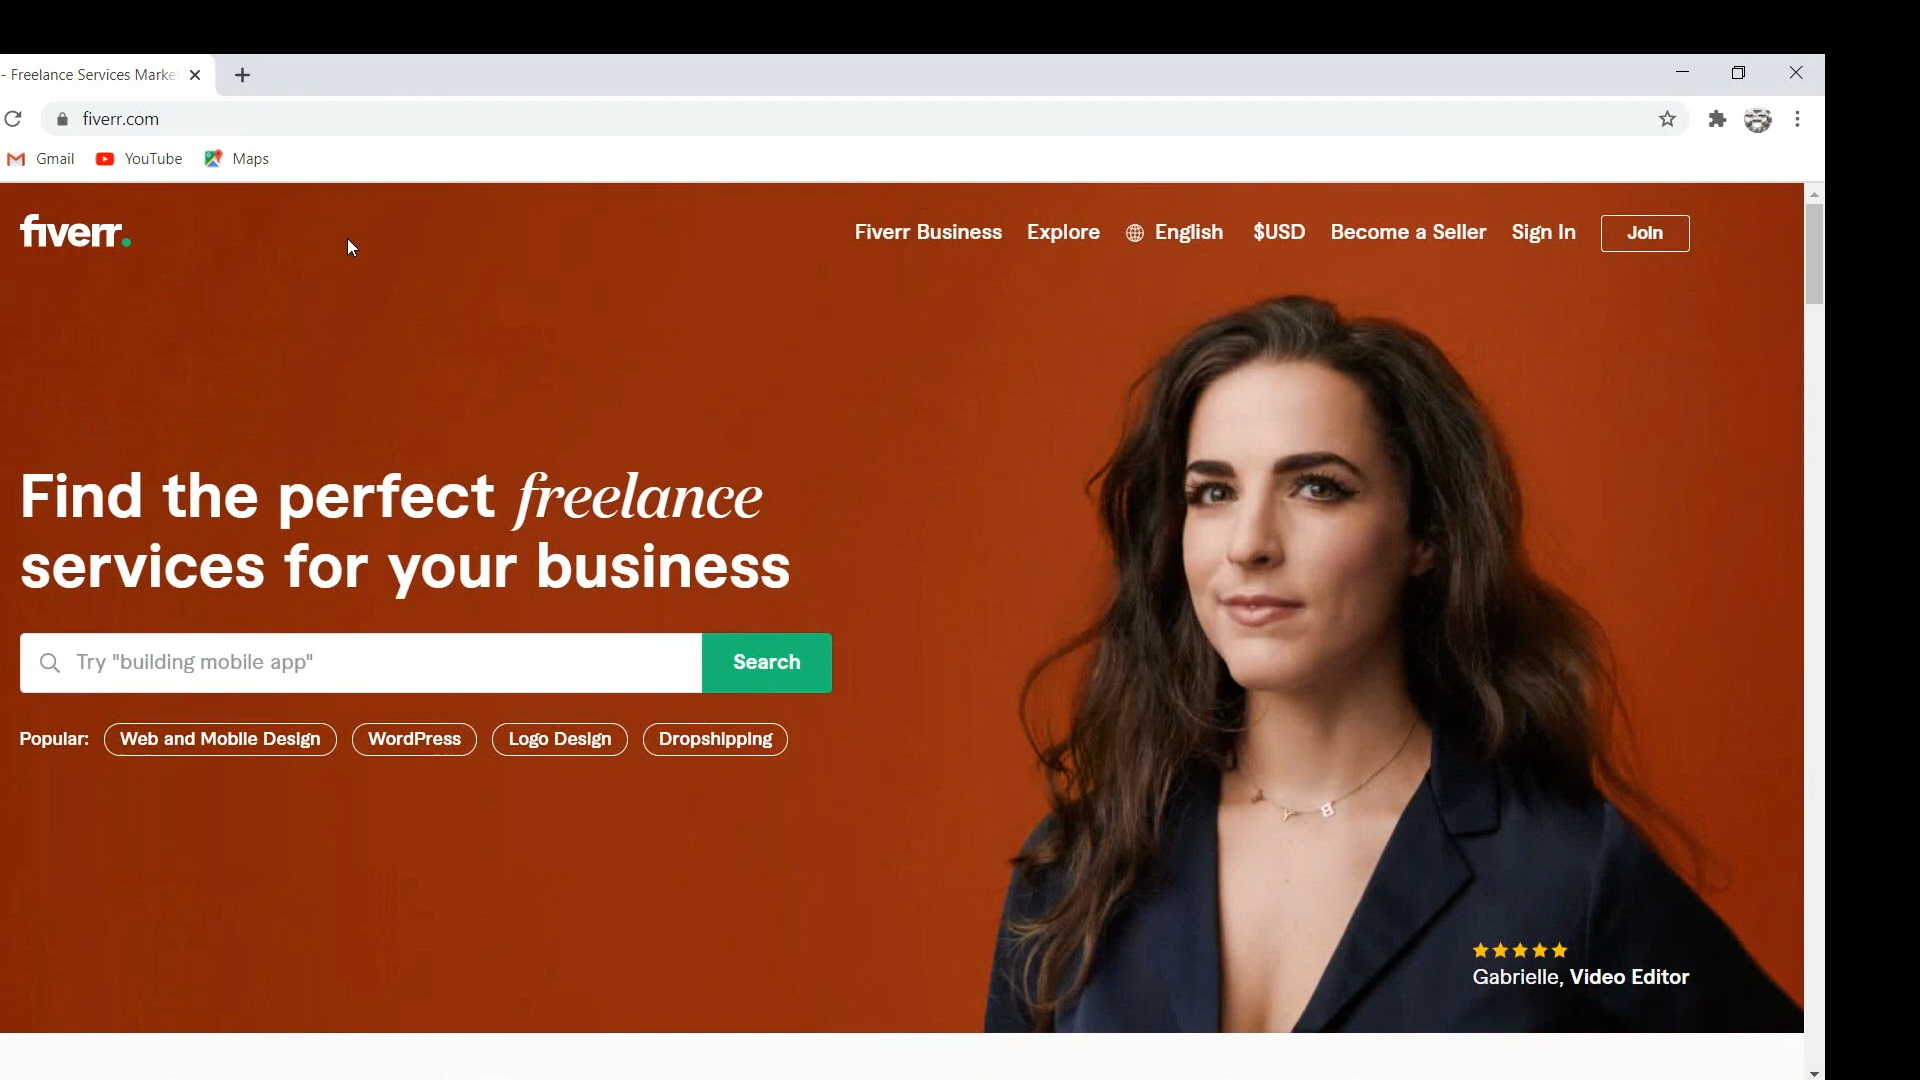 - Freelance Services Marke
fiverr.com
Gmail YouTube Maps
fiverr.
Fiverr Business Explore English $USD Become a Seller Sign In Join
Find the perfect freelance
services for your business
Try "building mobile app" Search
Popular: Web and Mobile Design WordPress Logo Design Dropshipping
Gabrielle, Video Editor